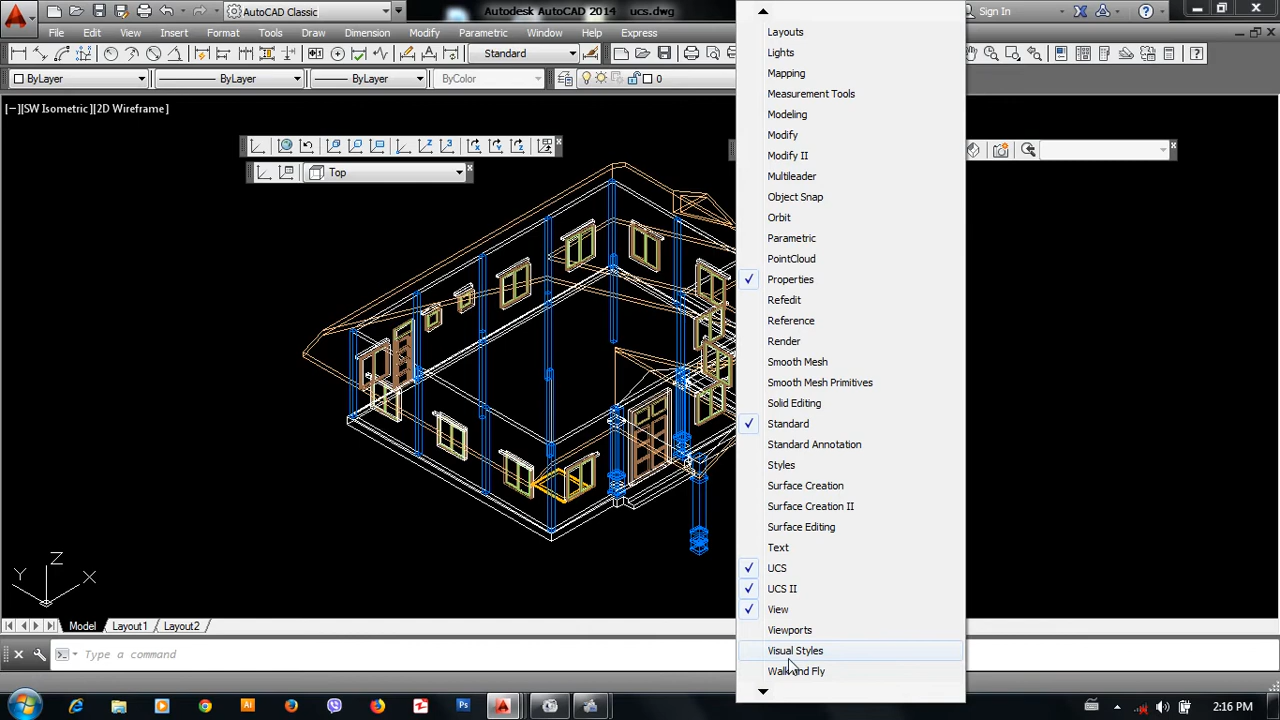 AutoCAD Classic
Autodesk AutoCAD 2014 ucs.dwg
Sign In
File Edit View Insert Format Tools Draw Dimension Modify Parametric Window Help Express
Standard
ByLayer ByLayer ByLayer ByColor 0
[−][SW Isometric][2D Wireframe]
Top
Layouts
Lights
Mapping
Measurement Tools
Modeling
Modify
Modify II
Multileader
Object Snap
Orbit
Parametric
PointCloud
Properties
Refedit
Reference
Render
Smooth Mesh
Smooth Mesh Primitives
Solid Editing
Standard
Standard Annotation
Styles
Surface Creation
Surface Creation II
Surface Editing
Text
UCS
UCS II
View
Viewports
Visual Styles
Walk and Fly
Z
Y X
Model Layout1 Layout2
Type a command
2:16 PM